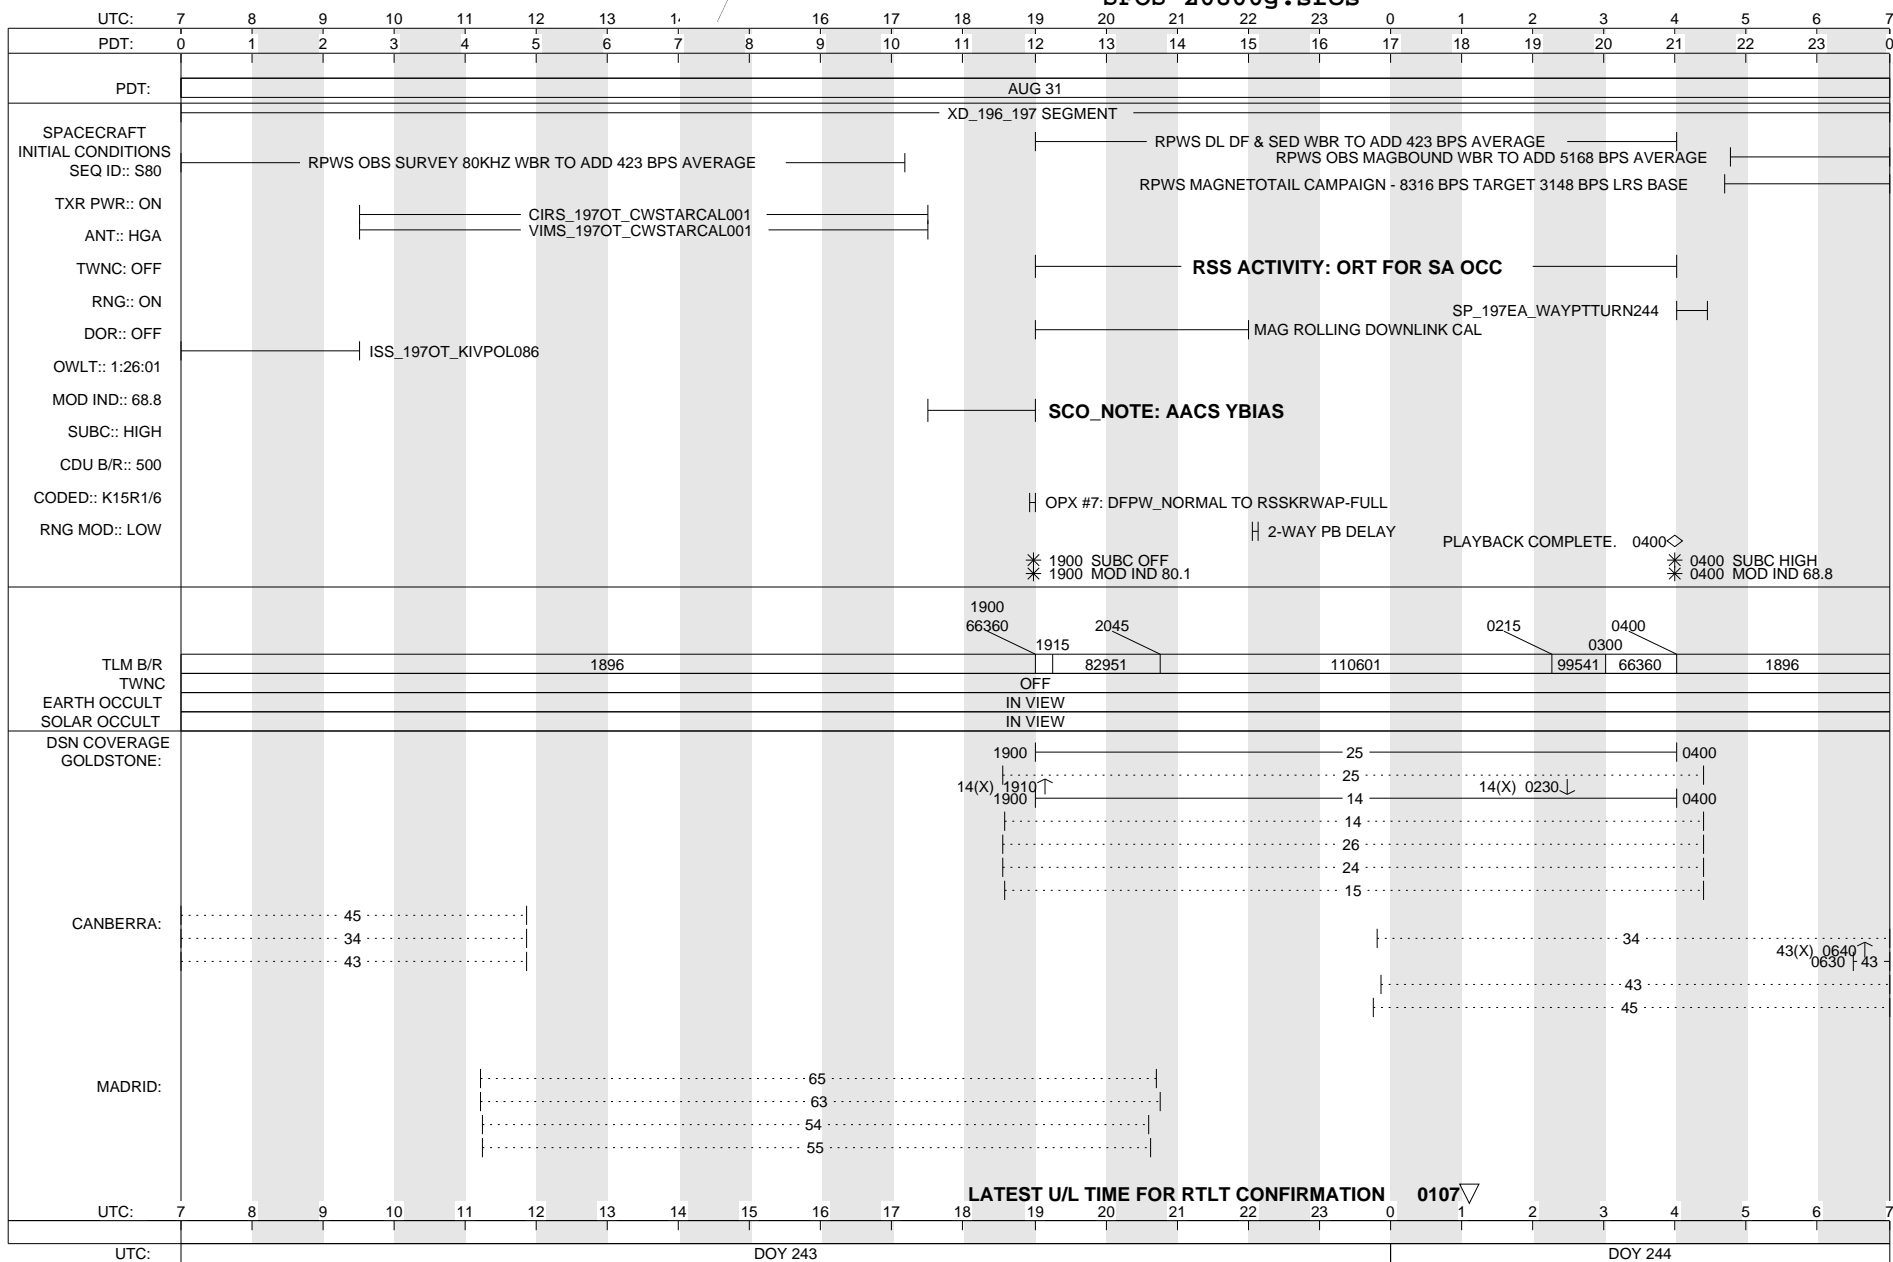 UTC: 7 8 9 10 11 12 13 16 17 18 19 20 21 22 23 0 1 2 3 4 5 6 7
PDT: 0 1 2 3 4 5 6 7 8 9 10 11 12 13 14 15 16 17 18 19 20 21 22 23 0
PDT: AUG 31
XD_196_197 SEGMENT
SPACECRAFT
INITIAL CONDITIONS
SEQ ID:: S80
TXR PWR:: ON
ANT:: HGA
TWNC: OFF
RNG:: ON
DOR:: OFF
OWLT:: 1:26:01
MOD IND:: 68.8
SUBC:: HIGH
CDU B/R:: 500
CODED:: K15R1/6
RNG MOD:: LOW
RPWS DL DF & SED WBR TO ADD 423 BPS AVERAGE
RPWS OBS MAGBOUND WBR TO ADD 5168 BPS AVERAGE
RPWS OBS SURVEY 80KHZ WBR TO ADD 423 BPS AVERAGE
RPWS MAGNETOTAIL CAMPAIGN - 8316 BPS TARGET 3148 BPS LRS BASE
CIRS_197OT_CWSTARCAL001
VIMS_197OT_CWSTARCAL001
RSS ACTIVITY: ORT FOR SA OCC
SP_197EA_WAYPTTURN244
MAG ROLLING DOWNLINK CAL
ISS_197OT_KIVPOL086
SCO_NOTE: AACS YBIAS
OPX #7: DFPW_NORMAL TO RSSKRWAP-FULL
2-WAY PB DELAY
PLAYBACK COMPLETE. 0400
1900 SUBC OFF
0400 SUBC HIGH
1900 MOD IND 80.1
0400 MOD IND 68.8
1900
66360 2045 0215 0400
1915 0300
TLM B/R 1896 82951 110601 99541 66360 1896
TWNC OFF
EARTH OCCULT IN VIEW
SOLAR OCCULT IN VIEW
DSN COVERAGE
GOLDSTONE: 1900 25 0400
25
14(X) 1910 14(X) 0230
1900 14 0400
14
26
24
15
CANBERRA: 45
34 34
43(X) 0640
43 0630 43
43
45
MADRID: 65
63
54
55
LATEST U/L TIME FOR RTLT CONFIRMATION 0107
UTC: 7 8 9 10 11 12 13 14 15 16 17 18 19 20 21 22 23 0 1 2 3 4 5 6 7
UTC: DOY 243 DOY 244